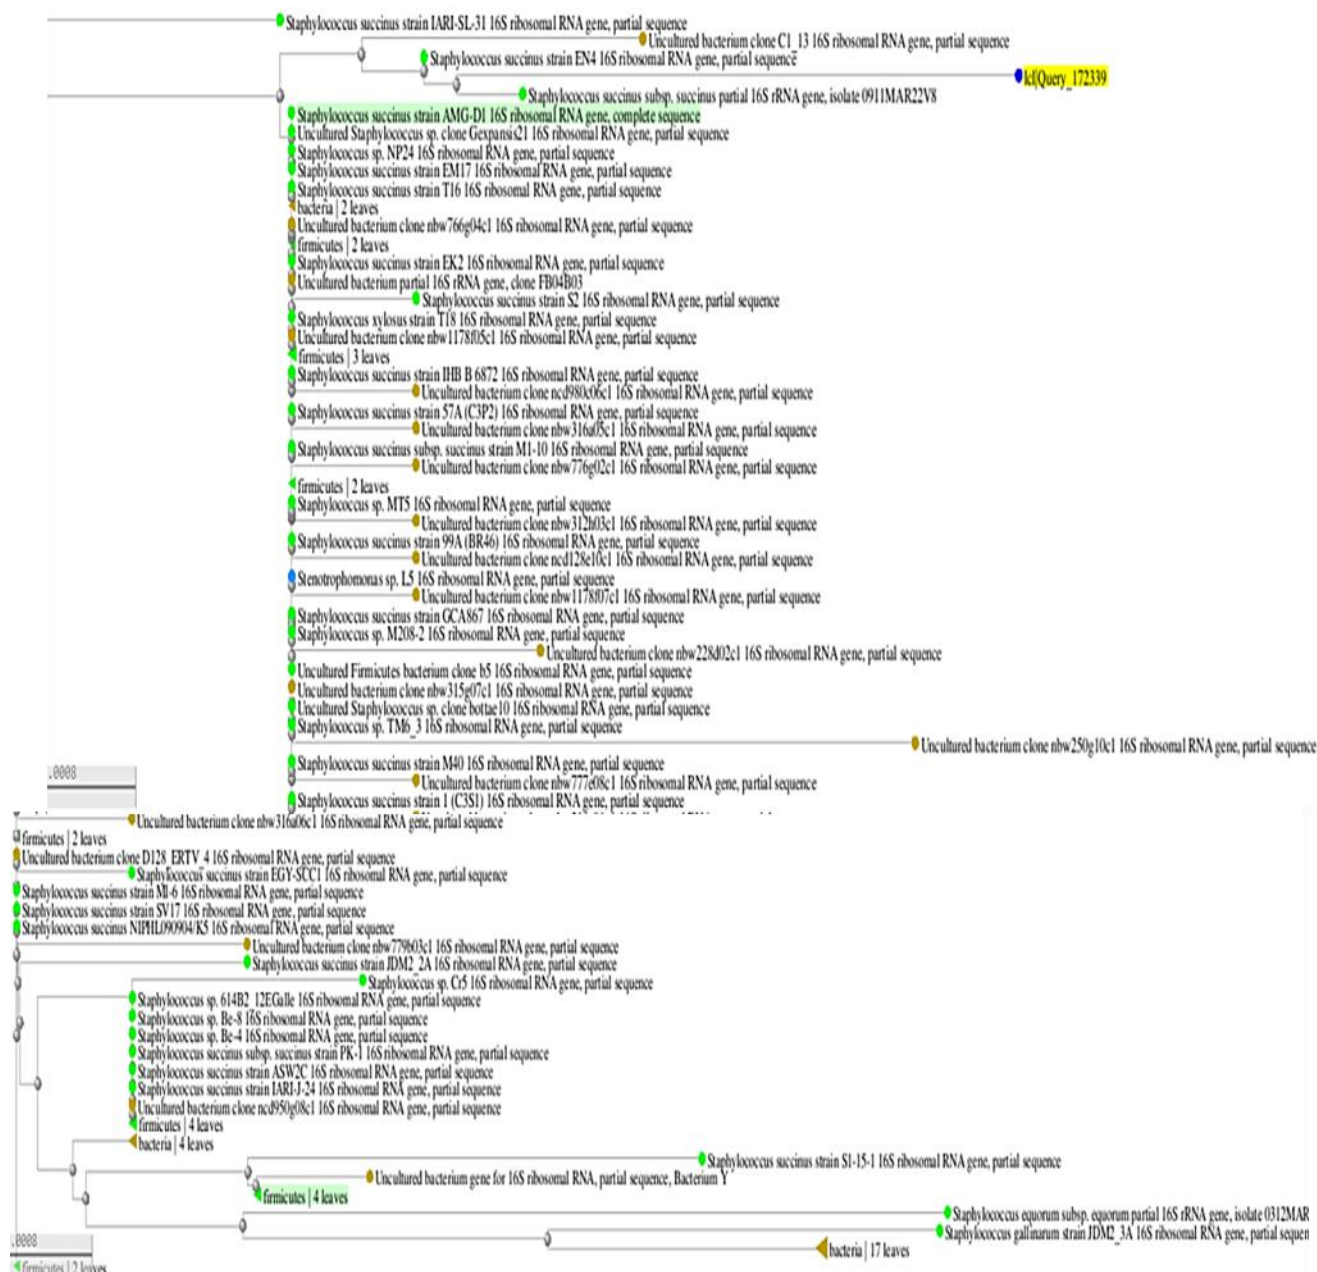 Staphylococcus succinus strain IARI-SL-31 16S ribosomal RNA gene, partial sequence
Uncultured bacterium clone C1_13 16S ribosomal RNA gene, partial sequence
Staphylococcus succinus strain EN4 16S ribosomal RNA gene, partial sequence
lcl|Query_172339
Staphylococcus succinus subsp. succinus partial 16S rRNA gene, isolate 0911MAR22V8
Staphylococcus succinus strain AMG-D1 16S ribosomal RNA gene, complete sequence
Uncultured Staphylococcus sp. clone Gexpansis21 16S ribosomal RNA gene, partial sequence
Staphylococcus sp. NP24 16S ribosomal RNA gene, partial sequence
Staphylococcus succinus strain EM17 16S ribosomal RNA gene, partial sequence
Staphylococcus succinus strain T16 16S ribosomal RNA gene, partial sequence
bacteria | 2 leaves
Uncultured bacterium clone nbw766g04c1 16S ribosomal RNA gene, partial sequence
firmicutes | 2 leaves
Staphylococcus succinus strain EK2 16S ribosomal RNA gene, partial sequence
Uncultured bacterium partial 16S rRNA gene, clone FB04B03
Staphylococcus succinus strain S2 16S ribosomal RNA gene, partial sequence
Staphylococcus xylosus strain T18 16S ribosomal RNA gene, partial sequence
Uncultured bacterium clone nbw1178f05c1 16S ribosomal RNA gene, partial sequence
firmicutes | 3 leaves
Staphylococcus succinus strain IHB B 6872 16S ribosomal RNA gene, partial sequence
Uncultured bacterium clone ncd980c06c1 16S ribosomal RNA gene, partial sequence
Staphylococcus succinus strain 57A (C3P2) 16S ribosomal RNA gene, partial sequence
Uncultured bacterium clone nbw316a05c1 16S ribosomal RNA gene, partial sequence
Staphylococcus succinus subsp. succinus strain M1-10 16S ribosomal RNA gene, partial sequence
Uncultured bacterium clone nbw776g02c1 16S ribosomal RNA gene, partial sequence
firmicutes | 2 leaves
Staphylococcus sp. MT5 16S ribosomal RNA gene, partial sequence
Uncultured bacterium clone nbw312h03c1 16S ribosomal RNA gene, partial sequence
Staphylococcus succinus strain 99A (BR46) 16S ribosomal RNA gene, partial sequence
Uncultured bacterium clone ncd128e10c1 16S ribosomal RNA gene, partial sequence
Stenotrophomonas sp. L5 16S ribosomal RNA gene, partial sequence
Uncultured bacterium clone nbw1178f07c1 16S ribosomal RNA gene, partial sequence
Staphylococcus succinus strain GCA867 16S ribosomal RNA gene, partial sequence
Staphylococcus sp. M208-2 16S ribosomal RNA gene, partial sequence
Uncultured bacterium clone nbw228d02c1 16S ribosomal RNA gene, partial sequence
Uncultured Firmicutes bacterium clone b5 16S ribosomal RNA gene, partial sequence
Uncultured bacterium clone nbw315g07c1 16S ribosomal RNA gene, partial sequence
Uncultured Staphylococcus sp. clone bottae10 16S ribosomal RNA gene, partial sequence
Staphylococcus sp. TM6_3 16S ribosomal RNA gene, partial sequence
Uncultured bacterium clone nbw250g10c1 16S ribosomal RNA gene, partial sequence
Staphylococcus succinus strain M40 16S ribosomal RNA gene, partial sequence
.0008
Uncultured bacterium clone nbw777e08c1 16S ribosomal RNA gene, partial sequence
Staphylococcus succinus strain 1 (C3S1) 16S ribosomal RNA gene, partial sequence
Uncultured bacterium clone nbw316a06c1 16S ribosomal RNA gene, partial sequence
firmicutes | 2 leaves
Uncultured bacterium clone D128_ERTV_4 16S ribosomal RNA gene, partial sequence
Staphylococcus succinus strain EGY-SCC1 16S ribosomal RNA gene, partial sequence
Staphylococcus succinus strain MJ-6 16S ribosomal RNA gene, partial sequence
Staphylococcus succinus strain SV17 16S ribosomal RNA gene, partial sequence
Staphylococcus succinus NIPHL090904/K5 16S ribosomal RNA gene, partial sequence
Uncultured bacterium clone nbw779b03c1 16S ribosomal RNA gene, partial sequence
Staphylococcus succinus strain JDM2_2A 16S ribosomal RNA gene, partial sequence
Staphylococcus sp. Cr5 16S ribosomal RNA gene, partial sequence
Staphylococcus sp. 614B2_12EGalle 16S ribosomal RNA gene, partial sequence
Staphylococcus sp. Be-8 16S ribosomal RNA gene, partial sequence
Staphylococcus sp. Be-4 16S ribosomal RNA gene, partial sequence
Staphylococcus succinus subsp. succinus strain PK-1 16S ribosomal RNA gene, partial sequence
Staphylococcus succinus strain ASW2C 16S ribosomal RNA gene, partial sequence
Staphylococcus succinus strain IARI-J-24 16S ribosomal RNA gene, partial sequence
Uncultured bacterium clone ncd950g08c1 16S ribosomal RNA gene, partial sequence
firmicutes | 4 leaves
bacteria | 4 leaves
Staphylococcus succinus strain S1-15-1 16S ribosomal RNA gene, partial sequence
Uncultured bacterium gene for 16S ribosomal RNA, partial sequence, Bacterium Y
firmicutes | 4 leaves
Staphylococcus equorum subsp. equorum partial 16S rRNA gene, isolate 0312MAR
Staphylococcus gallinarum strain JDM2_3A 16S ribosomal RNA gene, partial sequen
.0008
bacteria | 17 leaves
firmicutes | 2 leaves